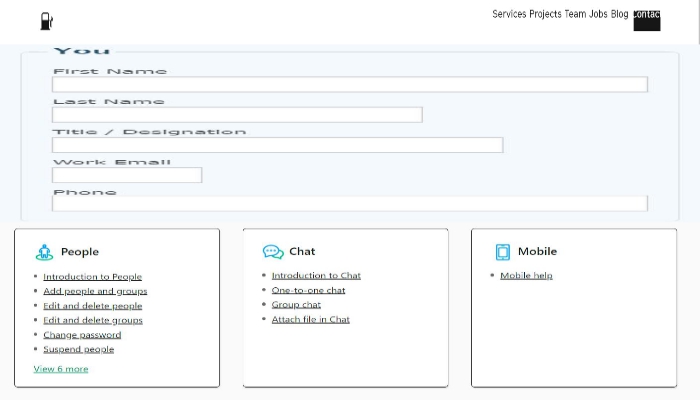 Services Projects Team Jobs Blog Contact
You
First Name
Last Name
Title / Designation
Work Email
Phone
People
Introduction to People
Add people and groups
Edit and delete people
Edit and delete groups
Change password
Suspend people
View 6 more
Chat
Introduction to Chat
One-to-one chat
Group chat
Attach file in Chat
Mobile
Mobile help